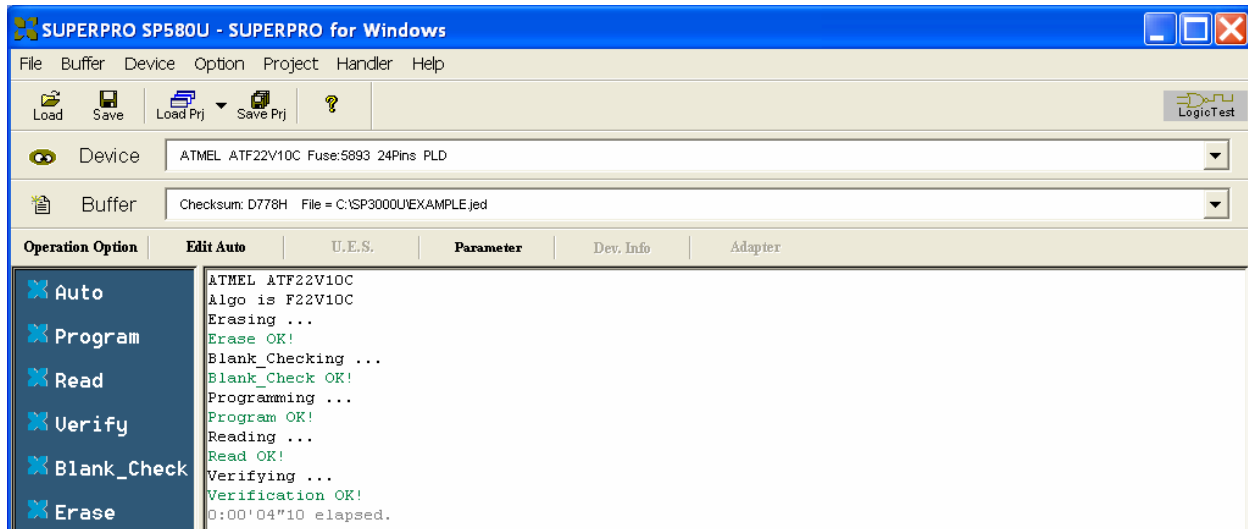 SUPERPRO SP580U - SUPERPRO for Windows
File Buffer Device Option Project Handler Help
Load Save Load Prj Save Prj ? LogicTest
Device ATMEL ATF22V10C Fuse:5893 24Pins PLD
Buffer Checksum: D778H File = C:\SP3000U\EXAMPLE.jed
Operation Option Edit Auto U.E.S. Parameter Dev. Info Adapter
Auto
Program
Read
Verify
Blank_Check
Erase
ATMEL ATF22V10C
Algo is F22V10C
Erasing ...
Erase OK!
Blank_Checking ...
Blank_Check OK!
Programming ...
Program OK!
Reading ...
Read OK!
Verifying ...
Verification OK!
0:00'04"10 elapsed.